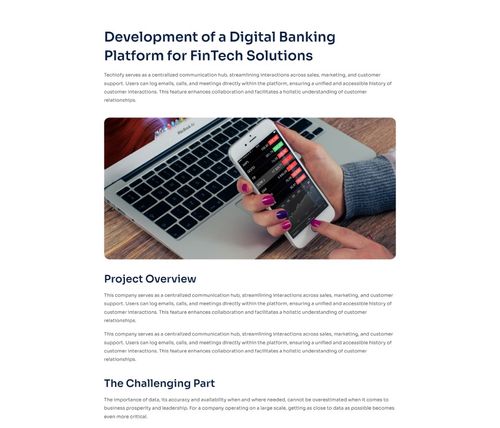 Development of a Digital Banking
Platform for FinTech Solutions
Techlofy serves as a centralized communication hub, streamlining interactions across sales, marketing, and customer
support. Users can log emails, calls, and meetings directly within the platform, ensuring a unified and accessible history of
customer interactions. This feature enhances collaboration and facilitates a holistic understanding of customer
relationships.
MacBook Air
Project Overview
This company serves as a centralized communication hub, streamlining interactions across sales, marketing, and customer
support. Users can log emails, calls, and meetings directly within the platform, ensuring a unified and accessible history of
customer interactions. This feature enhances collaboration and facilitates a holistic understanding of customer
relationships.
This company serves as a centralized communication hub, streamlining interactions across sales, marketing, and customer
support. Users can log emails, calls, and meetings directly within the platform, ensuring a unified and accessible history of
customer interactions. This feature enhances collaboration and facilitates a holistic understanding of customer
relationships.
The Challenging Part
The importance of data, its accuracy and availability when and where needed, cannot be overestimated when it comes to
business prosperity and leadership. For a company operating on a large scale, getting as close to data as possible becomes
even more critical.